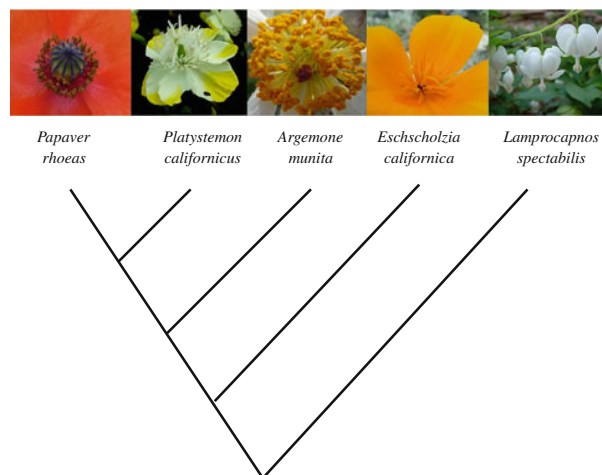 Papaver
rhoeas
Platystemon
californicus
Argemone
munita
Eschscholzia
californica
Lamprocapnos
spectabilis